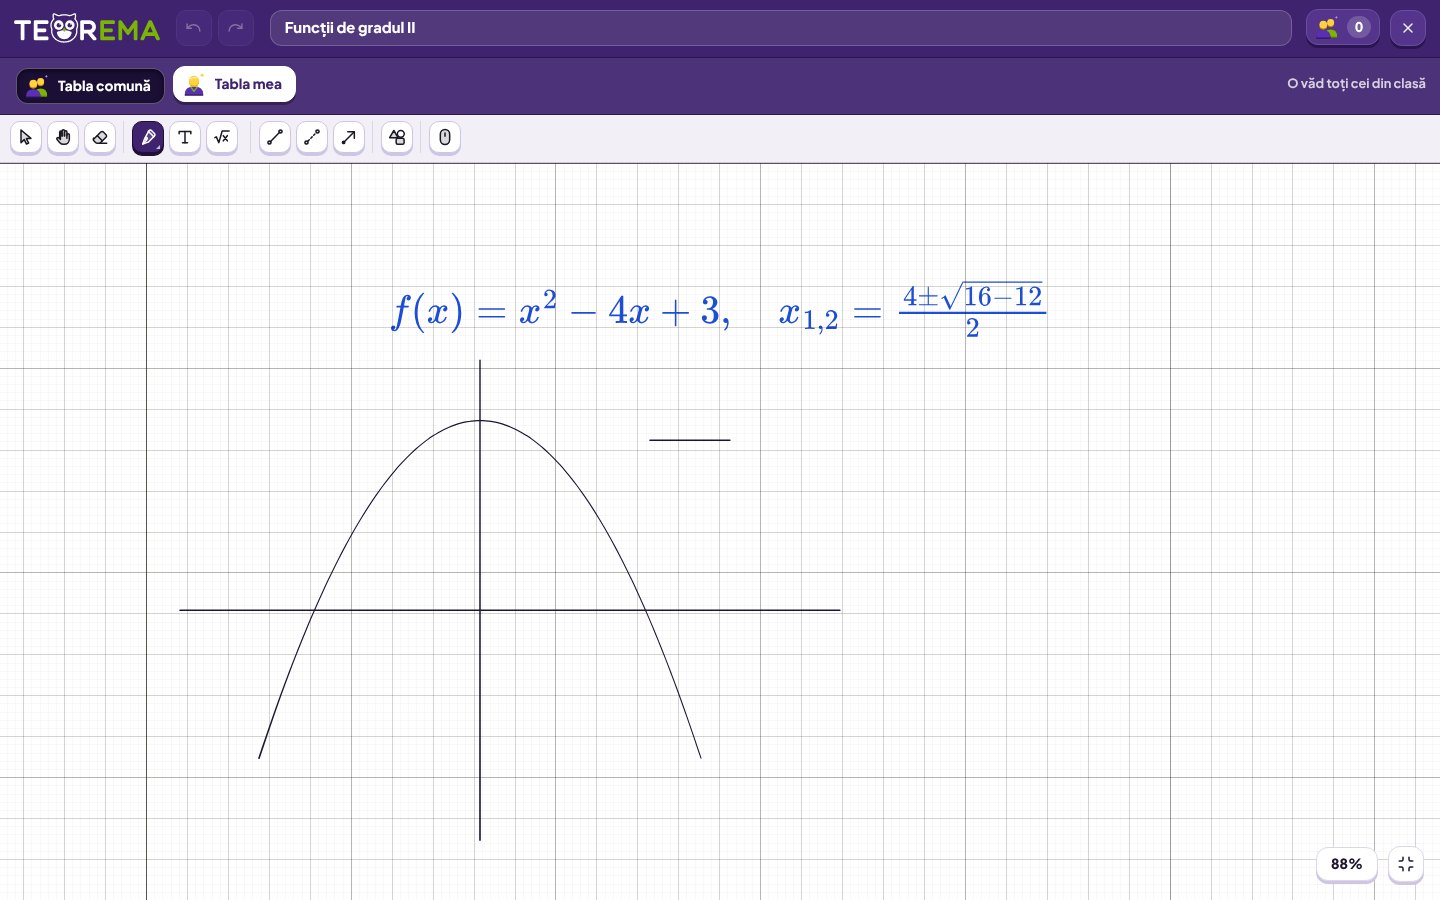 TEOREMA
Funcții de gradul II
0
Tabla comună
Tabla mea
O văd toți cei din clasă
T
√x
f(x) = x² − 4x + 3, x₁,₂ = (4±√(16−12))/2
88%